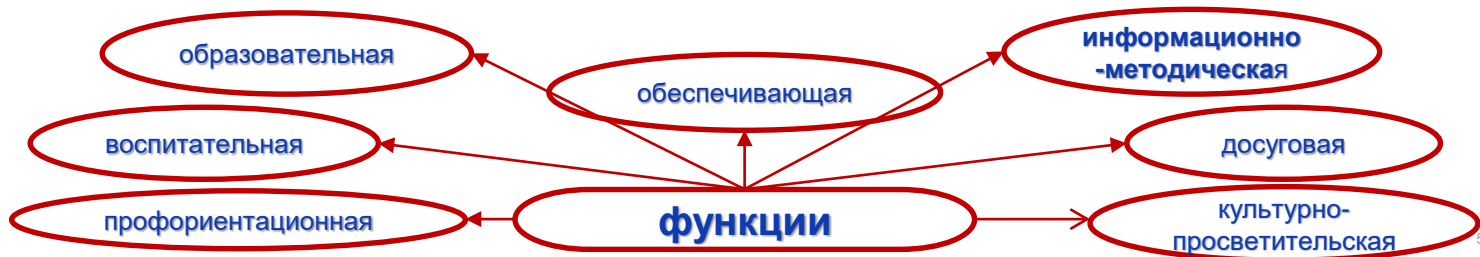 образовательная
обеспечивающая
информационно
-методическая
воспитательная
досуговая
профориентационная
функции
культурно-
просветительская